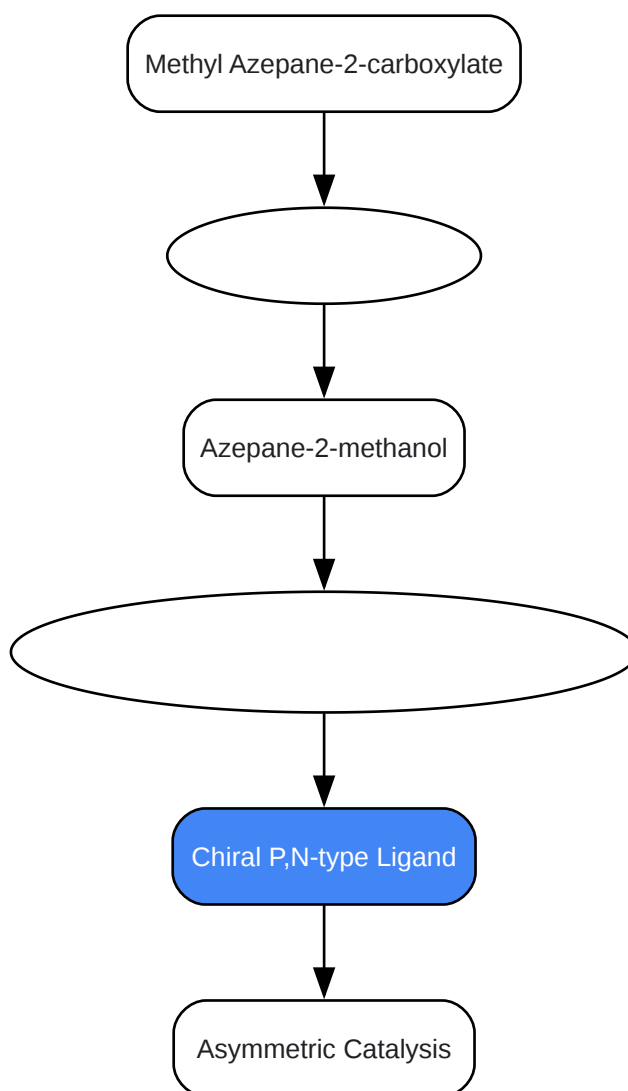 Methyl Azepane-2-carboxylate
Azepane-2-methanol
Chiral P,N-type Ligand
Asymmetric Catalysis